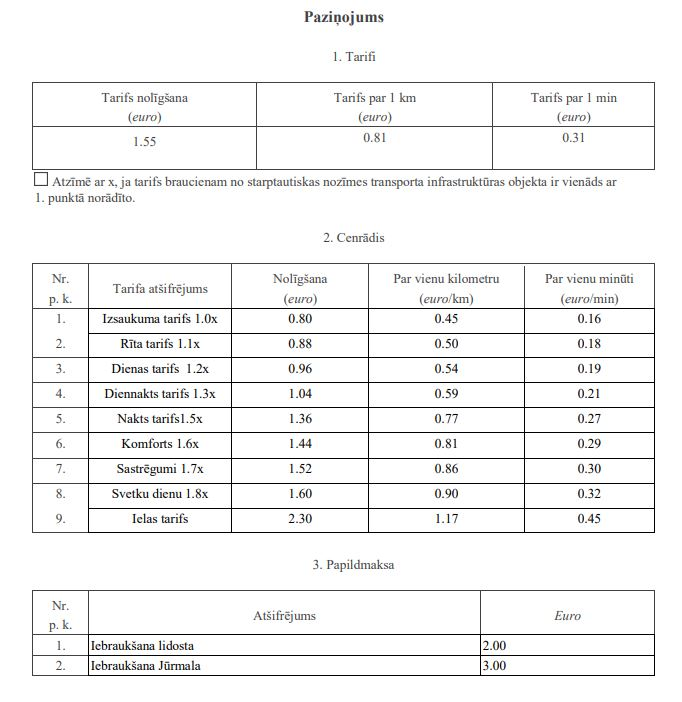 Paziņojums
1. Tarifi
Tarifs nolīgšana Tarifs par 1 km Tarifs par 1 min
(euro) (euro) (euro)
1.55 0.81 0.31
Atzīmē ar x, ja tarifs braucienam no starptautiskas nozīmes transporta infrastruktūras objekta ir vienāds ar
1. punktā norādīto.
2. Cenrādis
Nr. p. k. Tarifa atšifrējums Nolīgšana (euro) Par vienu kilometru (euro/km) Par vienu minūti (euro/min)
1. Izsaukuma tarifs 1.0x 0.80 0.45 0.16
2. Rīta tarifs 1.1x 0.88 0.50 0.18
3. Dienas tarifs 1.2x 0.96 0.54 0.19
4. Diennakts tarifs 1.3x 1.04 0.59 0.21
5. Nakts tarifs1.5x 1.36 0.77 0.27
6. Komforts 1.6x 1.44 0.81 0.29
7. Sastrēgumi 1.7x 1.52 0.86 0.30
8. Svetku dienu 1.8x 1.60 0.90 0.32
9. Ielas tarifs 2.30 1.17 0.45
3. Papildmaksa
Nr. p. k. Atšifrējums Euro
1. Iebraukšana lidosta 2.00
2. Iebraukšana Jūrmala 3.00